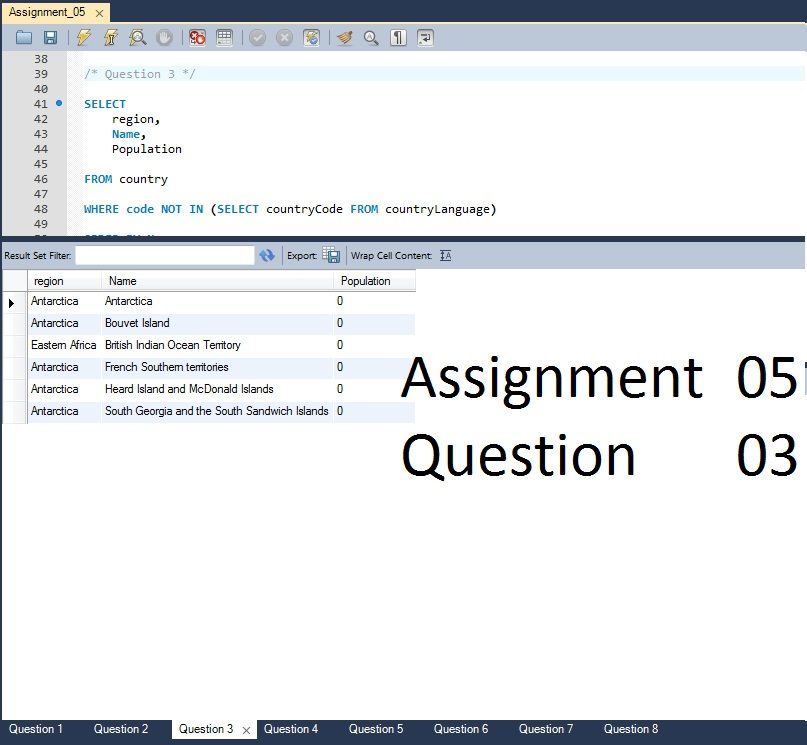 Assignment_05
38
39 /* Question 3 */
40
41 SELECT
42 region,
43 Name,
44 Population
45
46 FROM country
47
48 WHERE code NOT IN (SELECT countryCode FROM countryLanguage)
49
Result Set Filter: Export: Wrap Cell Content:
region Name Population
Antarctica Antarctica 0
Antarctica Bouvet Island 0
Eastern Africa British Indian Ocean Territory 0
Antarctica French Southern territories 0
Antarctica Heard Island and McDonald Islands 0
Antarctica South Georgia and the South Sandwich Islands 0
Assignment 05
Question 03
Question 1 Question 2 Question 3 Question 4 Question 5 Question 6 Question 7 Question 8